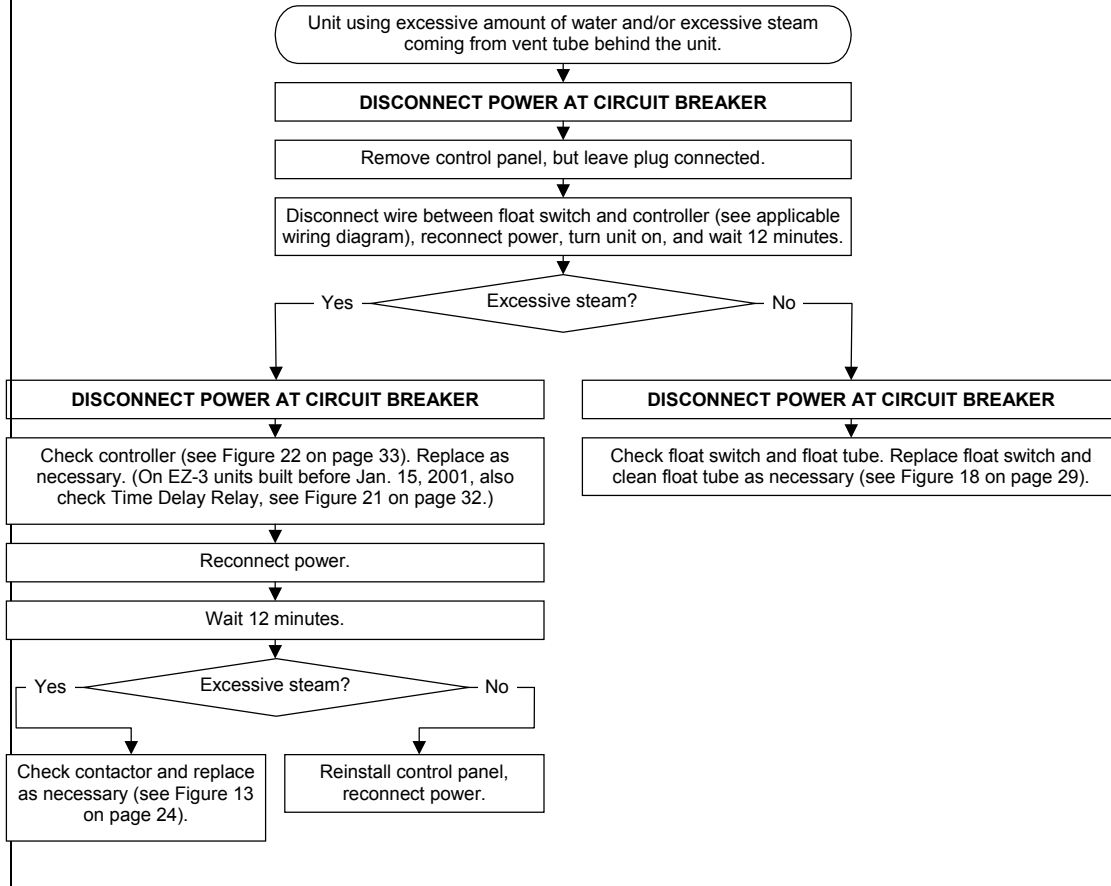 Unit using excessive amount of water and/or excessive steam
coming from vent tube behind the unit.
DISCONNECT POWER AT CIRCUIT BREAKER
Remove control panel, but leave plug connected.
Disconnect wire between float switch and controller (see applicable
wiring diagram), reconnect power, turn unit on, and wait 12 minutes.
Yes
Excessive steam?
No
DISCONNECT POWER AT CIRCUIT BREAKER
Check controller (see Figure 22 on page 33). Replace as
necessary. (On EZ-3 units built before Jan. 15, 2001, also
check Time Delay Relay, see Figure 21 on page 32.)
Reconnect power.
Wait 12 minutes.
Yes
Excessive steam?
No
Check contactor and replace
as necessary (see Figure 13
on page 24).
Reinstall control panel,
reconnect power.
DISCONNECT POWER AT CIRCUIT BREAKER
Check float switch and float tube. Replace float switch and
clean float tube as necessary (see Figure 18 on page 29).